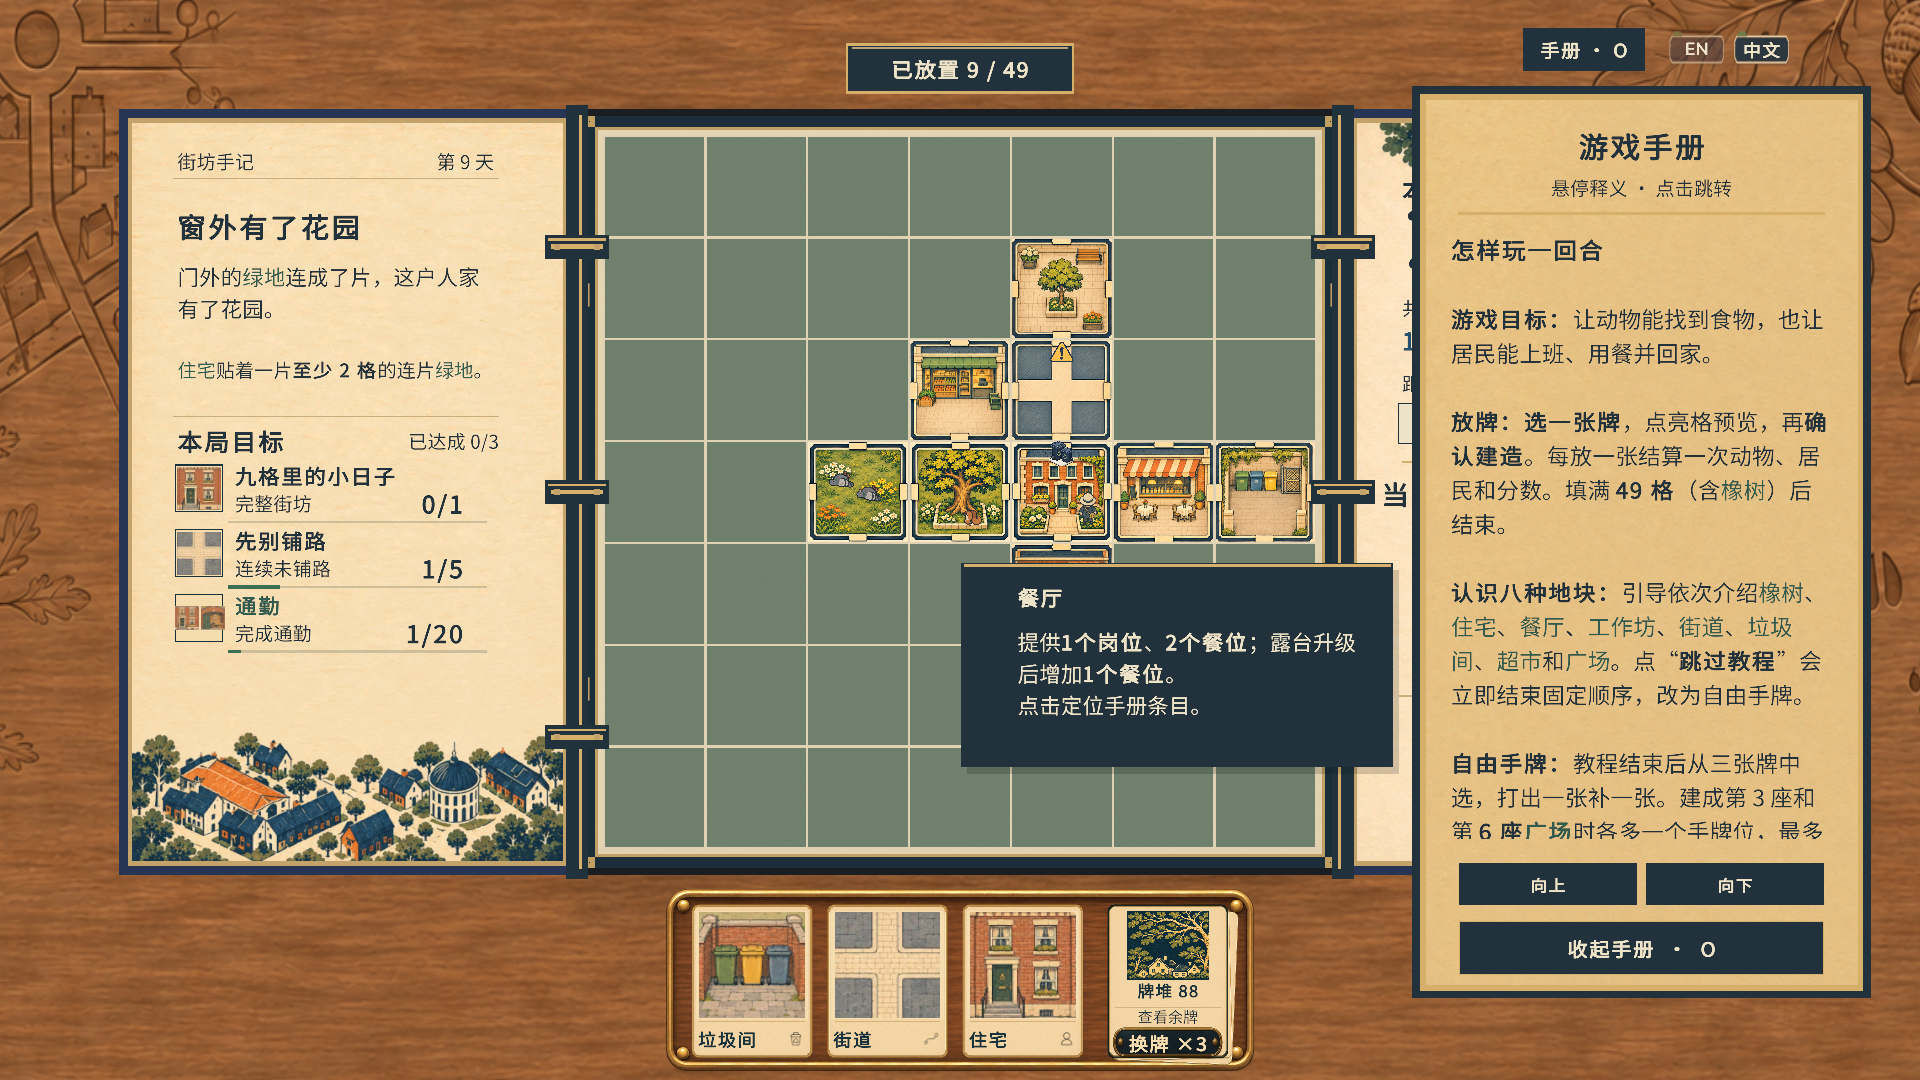 已放置 9 / 49
手册 · O
EN
中文
街坊手记
第 9 天
窗外有了花园
门外的绿地连成了片，这户人家
有了花园。
住宅贴着一片至少 2 格的连片绿地。
本局目标
已达成 0/3
九格里的小日子
完整街坊
0/1
先别铺路
连续未铺路
1/5
通勤
完成通勤
1/20
当
餐厅
提供1个岗位、2个餐位；露台升级
后增加1个餐位。
点击定位手册条目。
游戏手册
悬停释义 · 点击跳转
怎样玩一回合
游戏目标：让动物能找到食物，也让
居民能上班、用餐并回家。
放牌：选一张牌，点亮格预览，再确
认建造。每放一张结算一次动物、居
民和分数。填满 49 格（含橡树）后
结束。
认识八种地块：引导依次介绍橡树、
住宅、餐厅、工作坊、街道、垃圾
间、超市和广场。点“跳过教程”会
立即结束固定顺序，改为自由手牌。
自由手牌：教程结束后从三张牌中
选，打出一张补一张。建成第 3 座和
第 6 座广场时各多一个手牌位，最多
向上
向下
收起手册 · O
垃圾间
街道
住宅
牌堆 88
查看余牌
换牌 ×3